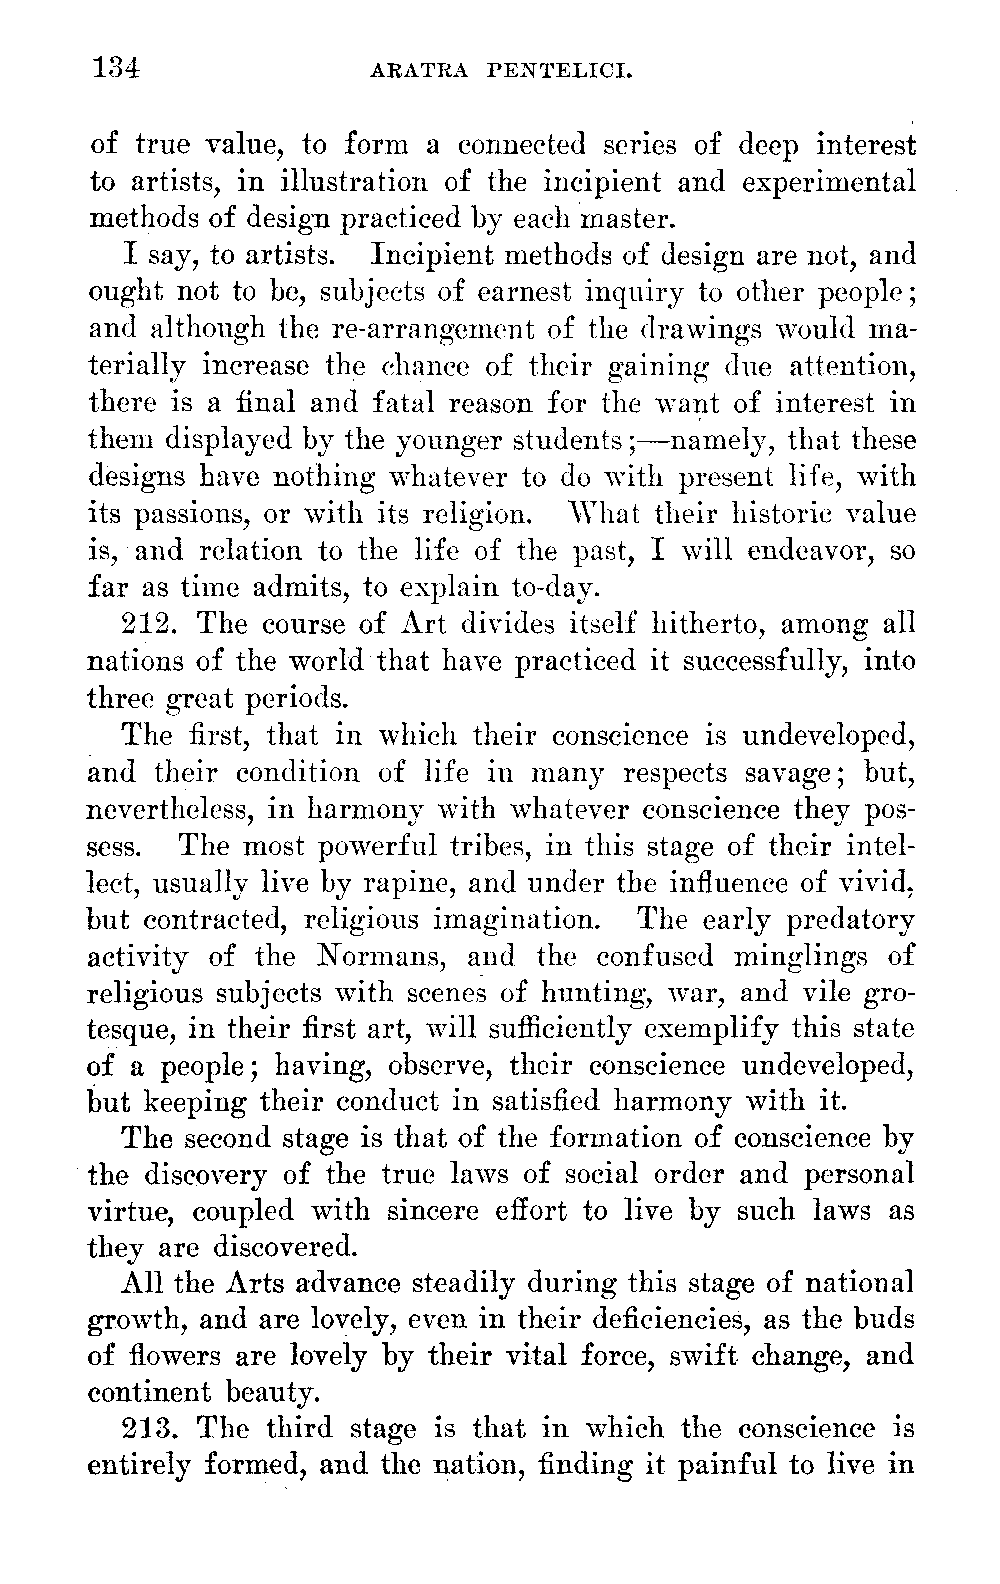 134 ARATRA PENTELICI.
of true value, to form a connected series of deep interest
to artists, in illustration of the incipient and experimental
methods of design practiced by each master.
I say, to artists. Incipient methods of design are not, and
ought not to be, subjects of earnest inquiry to other people;
and although the re-arrangement of the drawings would ma-
terially increase the chance of their gaining due attention,
there is a final and fatal reason for the want of interest in
them displayed by the younger students;—namely, that these
designs have nothing whatever to do with present life, with
its passions, or with its religion. What their historic value
is, and relation to the life of the past, I will endeavor, so
far as time admits, to explain to-day.
212. The course of Art divides itself hitherto, among all
nations of the world that have practiced it successfully, into
three great periods.
The first, that in which their conscience is undeveloped,
and their condition of life in many respects savage; but,
nevertheless, in harmony with whatever conscience they pos-
sess. The most powerful tribes, in this stage of their intel-
lect, usually live by rapine, and under the influence of vivid,
but contracted, religious imagination. The early predatory
activity of the Normans, and the confused minglings of
religious subjects with scenes of hunting, war, and vile gro-
tesque, in their first art, will sufficiently exemplify this state
of a people; having, observe, their conscience undeveloped,
but keeping their conduct in satisfied harmony with it.
The second stage is that of the formation of conscience by
the discovery of the true laws of social order and personal
virtue, coupled with sincere effort to live by such laws as
they are discovered.
All the Arts advance steadily during this stage of national
growth, and are lovely, even in their deficiencies, as the buds
of flowers are lovely by their vital force, swift change, and
continent beauty.
213. The third stage is that in which the conscience is
entirely formed, and the nation, finding it painful to live in